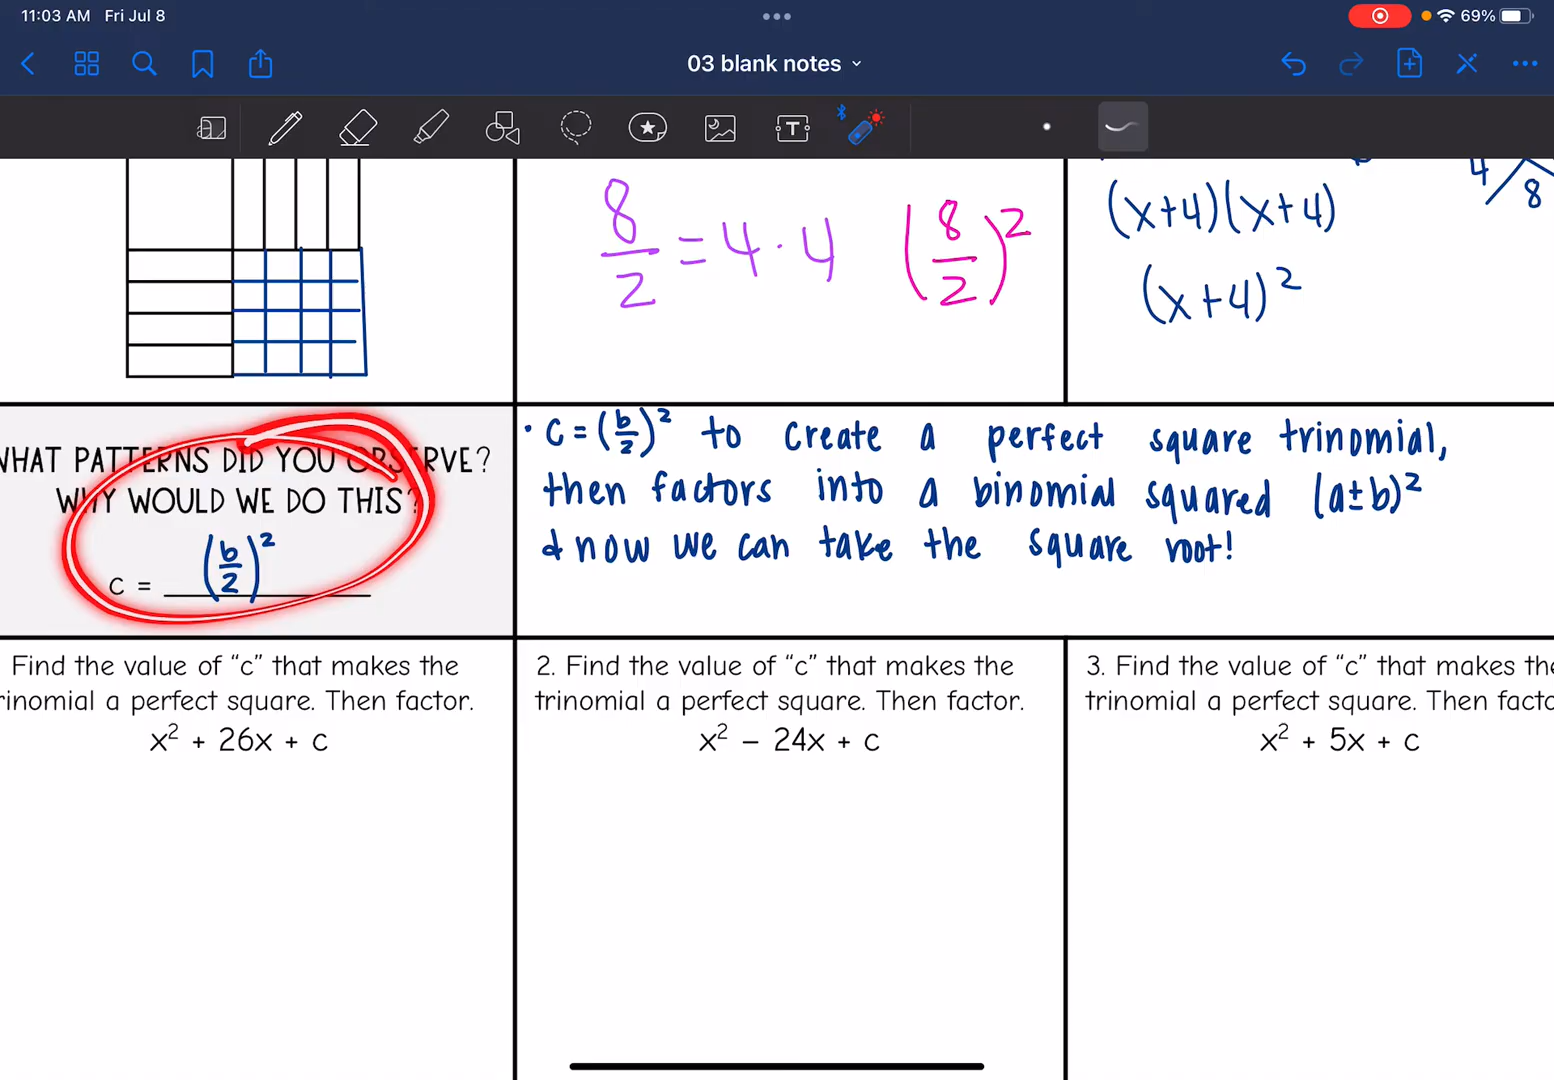 11:03 AM Fri Jul 8
69%
03 blank notes
T
8/2 = 4 · 4
(8/2)²
(x+4)(x+4)
4 8
(x+4)²
WHAT PATTERNS DID YOU OBSERVE?
WHY WOULD WE DO THIS?
c = (b/2)²
· c = (b/2)² to create a perfect square trinomial,
then factors into a binomial squared (a±b)²
& now we can take the square root!
Find the value of “c” that makes the
rinomial a perfect square. Then factor.
x² + 26x + c
2. Find the value of “c” that makes the
trinomial a perfect square. Then factor.
x² − 24x + c
3. Find the value of “c” that makes the
trinomial a perfect square. Then facto
x² + 5x + c